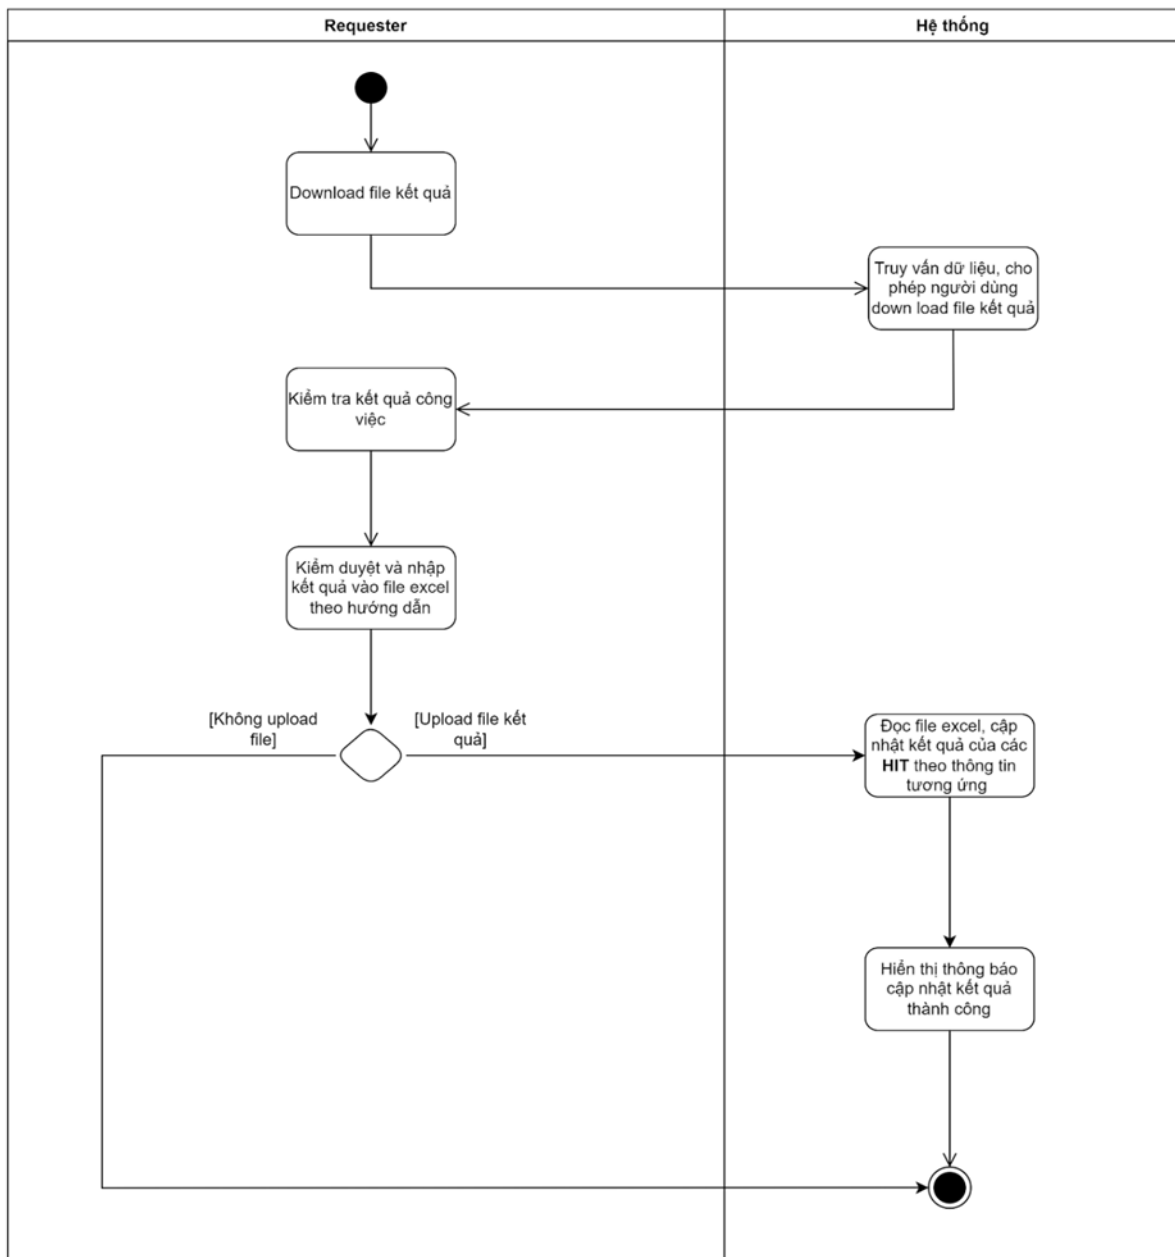 Requester
Hệ thống
Download file kết quả
Truy vấn dữ liệu, cho
phép người dùng
down load file kết quả
Kiểm tra kết quả công
việc
Kiểm duyệt và nhập
kết quả vào file excel
theo hướng dẫn
[Không upload
file]
[Upload file kết
quả]
Đọc file excel, cập
nhật kết quả của các
HIT theo thông tin
tương ứng
Hiển thị thông báo
cập nhật kết quả
thành công